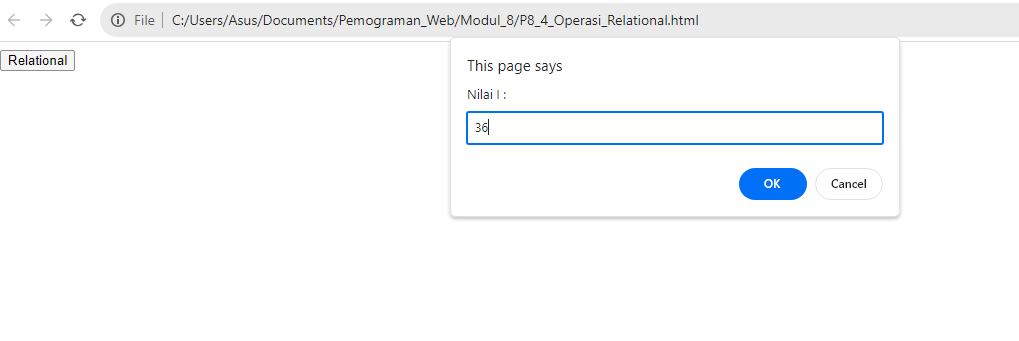 File C:/Users/Asus/Documents/Pemograman_Web/Modul_8/P8_4_Operasi_Relational.html
Relational
This page says
Nilai I :
36
OK Cancel